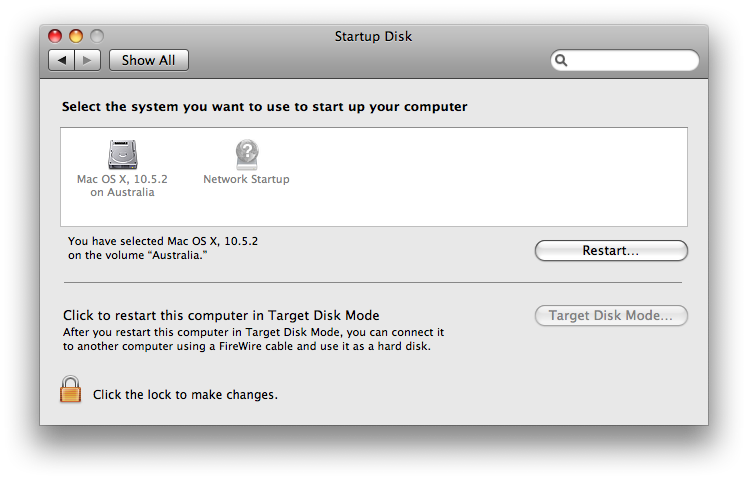 Startup Disk
Show All
Select the system you want to use to start up your computer
Mac OS X, 10.5.2
on Australia
Network Startup
You have selected Mac OS X, 10.5.2
on the volume “Australia.”
Restart...
Click to restart this computer in Target Disk Mode
Target Disk Mode...
After you restart this computer in Target Disk Mode, you can connect it
to another computer using a FireWire cable and use it as a hard disk.
Click the lock to make changes.